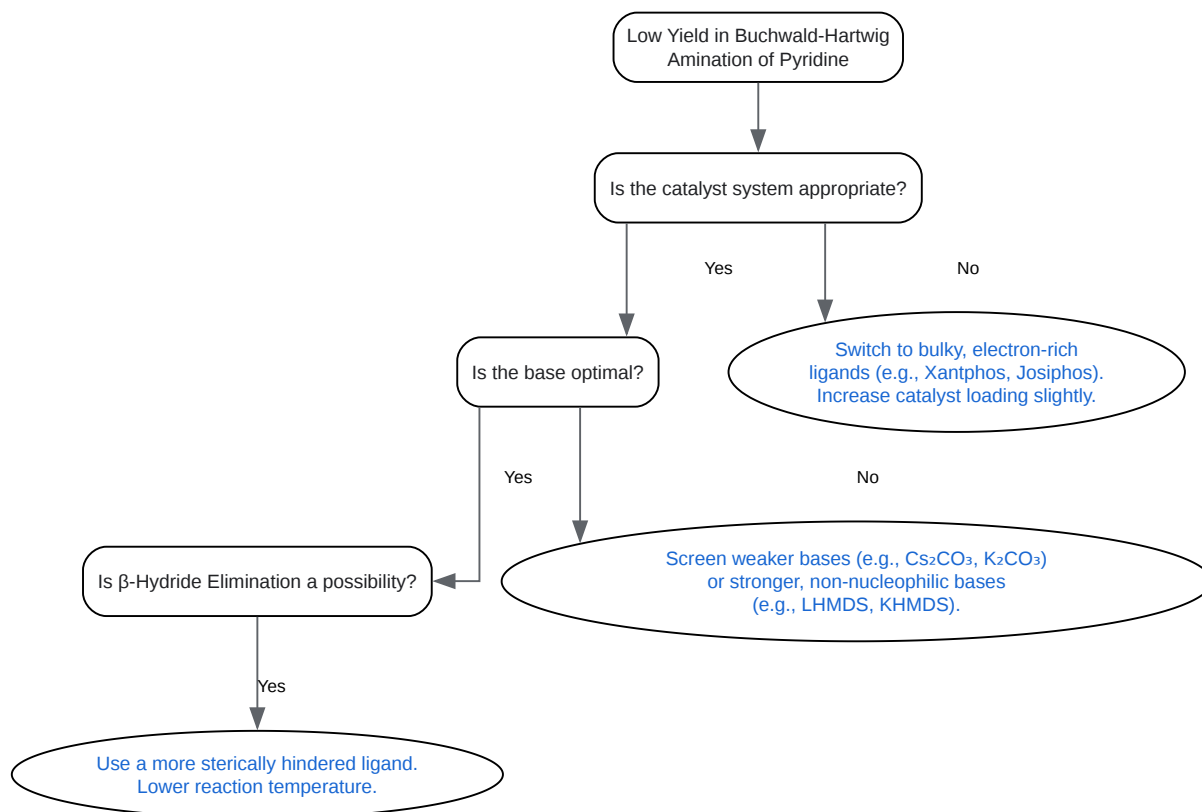 Low Yield in Buchwald-Hartwig
Amination of Pyridine
Is the catalyst system appropriate?
Yes
No
Switch to bulky, electron-rich
ligands (e.g., Xantphos, Josiphos).
Increase catalyst loading slightly.
Is the base optimal?
Yes
No
Screen weaker bases (e.g., Cs₂CO₃, K₂CO₃)
or stronger, non-nucleophilic bases
(e.g., LHMDS, KHMDS).
Is β-Hydride Elimination a possibility?
Yes
Use a more sterically hindered ligand.
Lower reaction temperature.